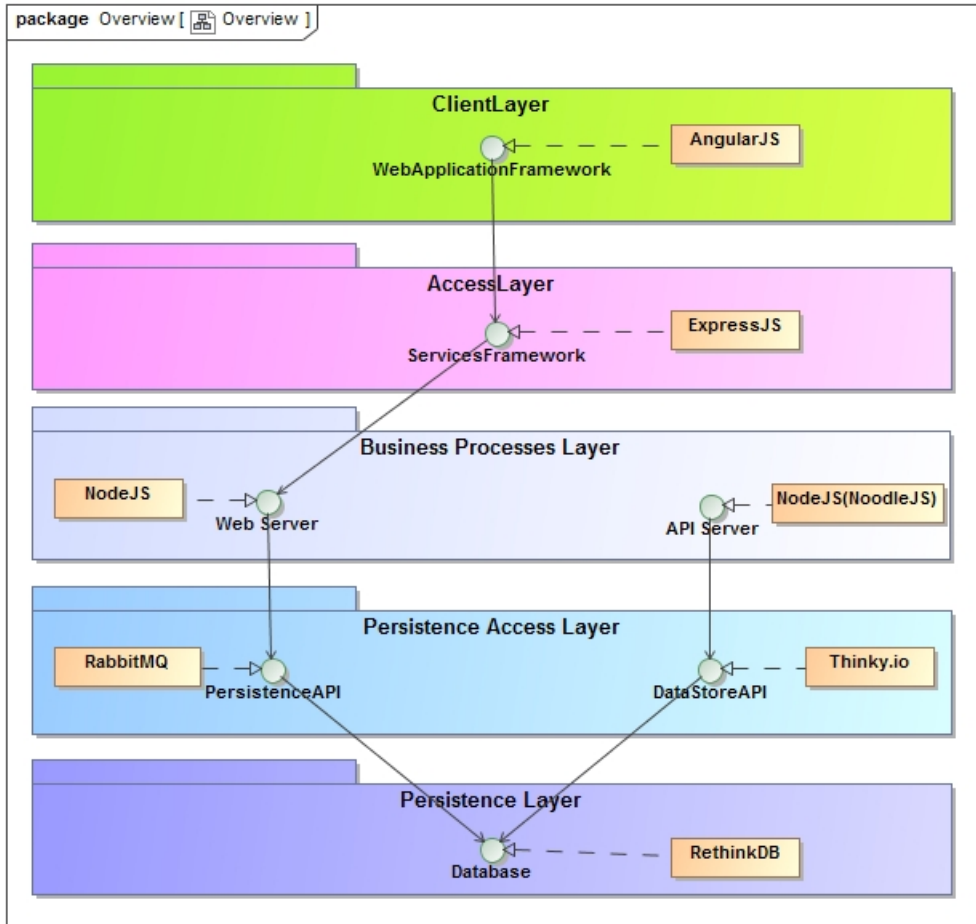 package Overview [ Overview ]
ClientLayer
AngularJS
WebApplicationFramework
AccessLayer
ExpressJS
ServicesFramework
Business Processes Layer
NodeJS
NodeJS(NoodleJS)
Web Server
API Server
Persistence Access Layer
RabbitMQ
Thinky.io
PersistenceAPI
DataStoreAPI
Persistence Layer
RethinkDB
Database